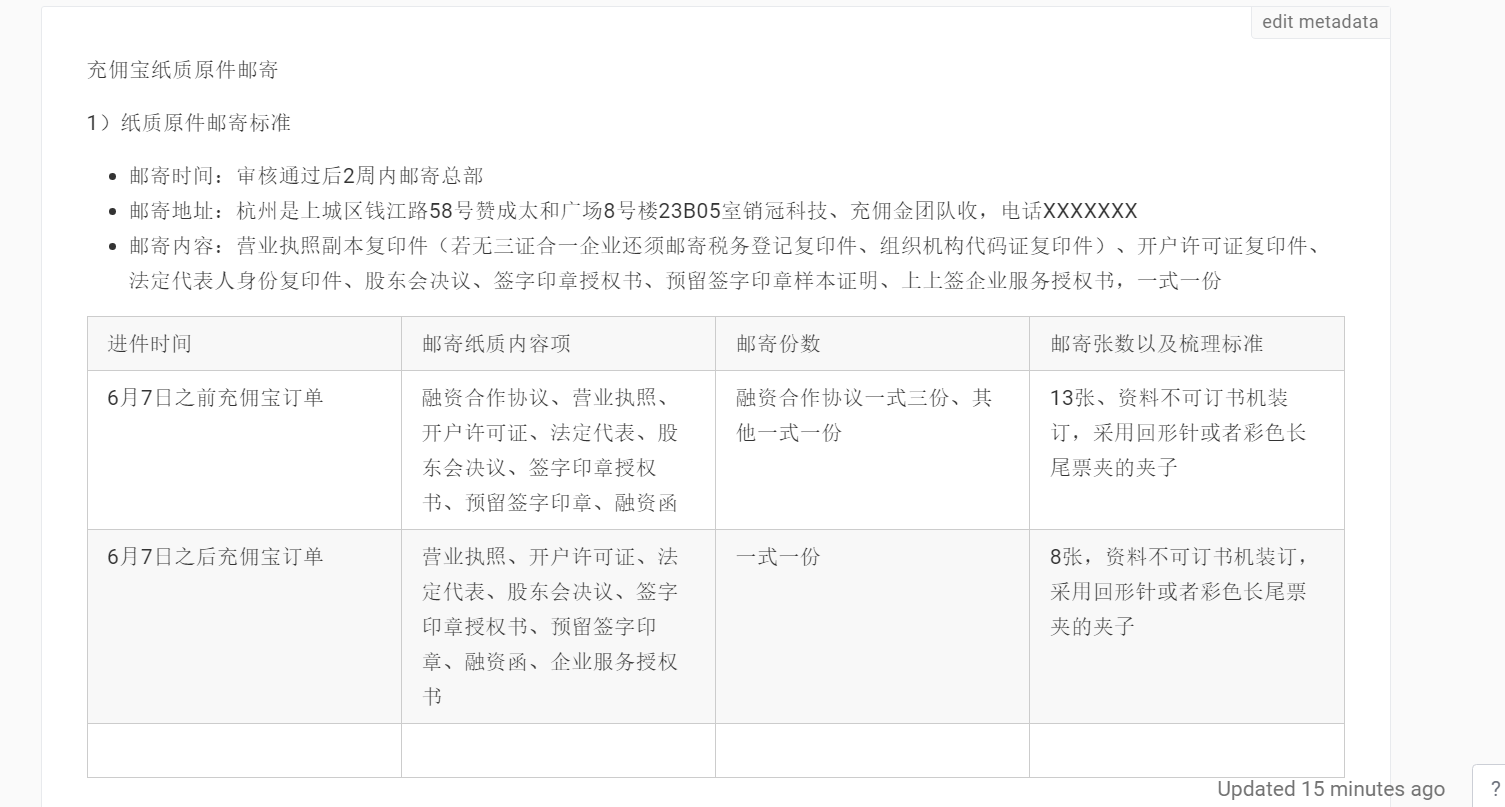 edit metadata
充佣宝纸质原件邮寄
1）纸质原件邮寄标准
邮寄时间：审核通过后2周内邮寄总部
邮寄地址：杭州是上城区钱江路58号赞成太和广场8号楼23B05室销冠科技、充佣金团队收，电话XXXXXXX
邮寄内容：营业执照副本复印件（若无三证合一企业还须邮寄税务登记复印件、组织机构代码证复印件）、开户许可证复印件、
法定代表人身份复印件、股东会决议、签字印章授权书、预留签字印章样本证明、上上签企业服务授权书，一式一份
进件时间
邮寄纸质内容项
邮寄份数
邮寄张数以及梳理标准
6月7日之前充佣宝订单
融资合作协议、营业执照、
开户许可证、法定代表、股
东会决议、签字印章授权
书、预留签字印章、融资函
融资合作协议一式三份、其
他一式一份
13张、资料不可订书机装
订，采用回形针或者彩色长
尾票夹的夹子
6月7日之后充佣宝订单
营业执照、开户许可证、法
定代表、股东会决议、签字
印章授权书、预留签字印
章、融资函、企业服务授权
书
一式一份
8张，资料不可订书机装订，
采用回形针或者彩色长尾票
夹的夹子
Updated 15 minutes ago
?